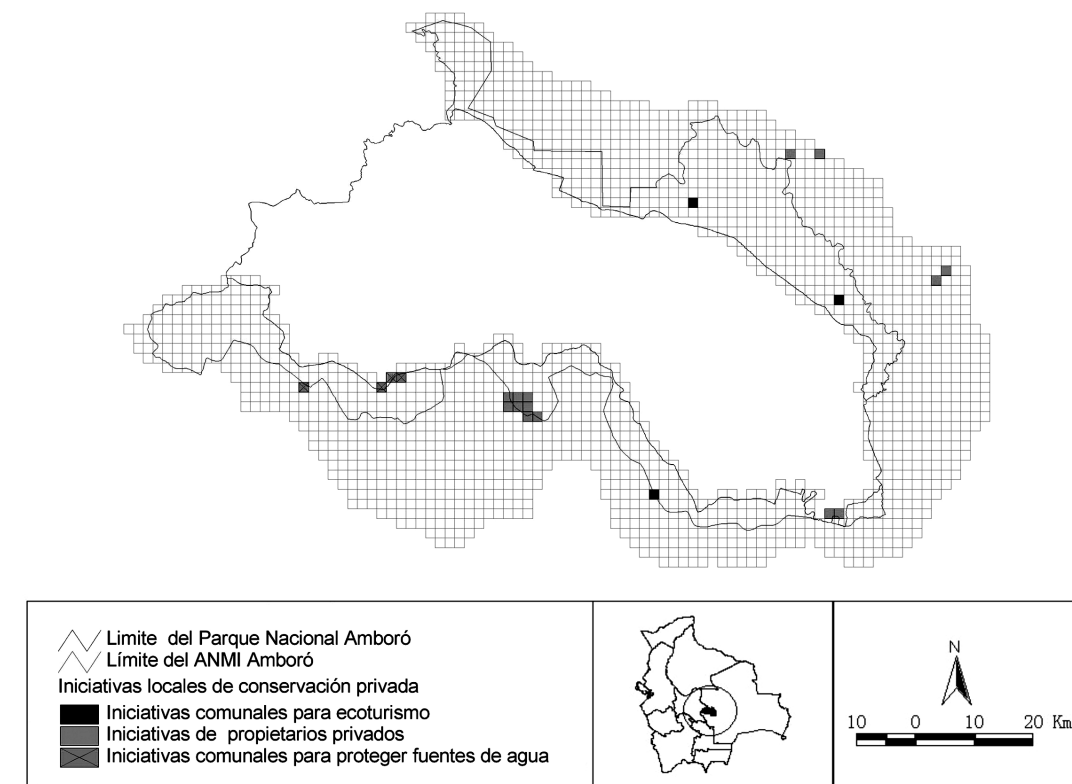 Limite del Parque Nacional Amboró
Límite del ANMI Amboró
Iniciativas locales de conservación privada
Iniciativas comunales para ecoturismo
Iniciativas de propietarios privados
Iniciativas comunales para proteger fuentes de agua
N
10 0 10 20 Km